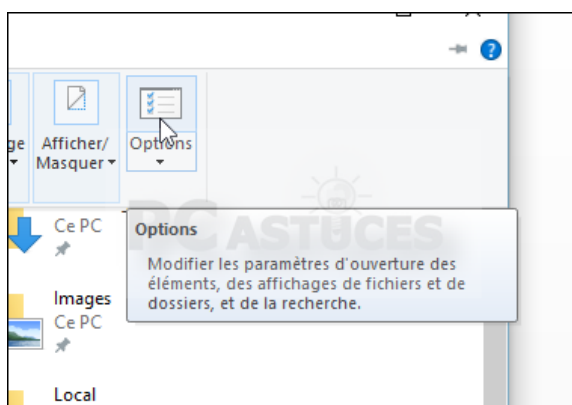 ?
ge
Afficher/
Masquer
Options
Ce PC
PC ASTUCES
Options
Modifier les paramètres d'ouverture des
éléments, des affichages de fichiers et de
dossiers, et de la recherche.
Images
Ce PC
Local